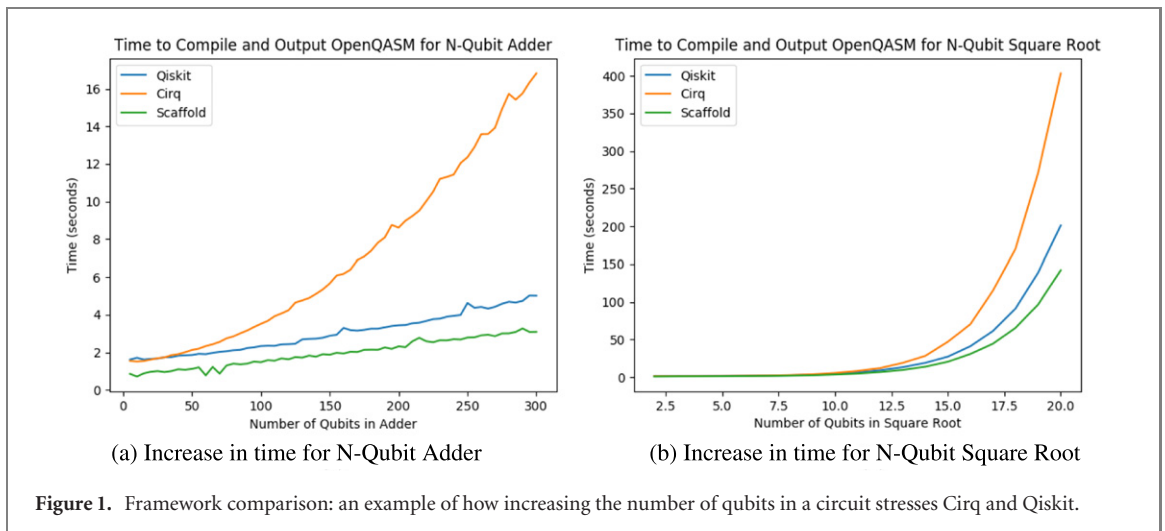 Time to Compile and Output OpenQASM for N-Qubit Adder
Qiskit
Cirq
Scaffold
16
14
12
10
8
6
4
2
0
Time (seconds)
0 50 100 150 200 250 300
Number of Qubits in Adder
(a) Increase in time for N-Qubit Adder
Time to Compile and Output OpenQASM for N-Qubit Square Root
Qiskit
Cirq
Scaffold
400
350
300
250
200
150
100
50
0
Time (seconds)
2.5 5.0 7.5 10.0 12.5 15.0 17.5 20.0
Number of Qubits in Square Root
(b) Increase in time for N-Qubit Square Root
Figure 1. Framework comparison: an example of how increasing the number of qubits in a circuit stresses Cirq and Qiskit.